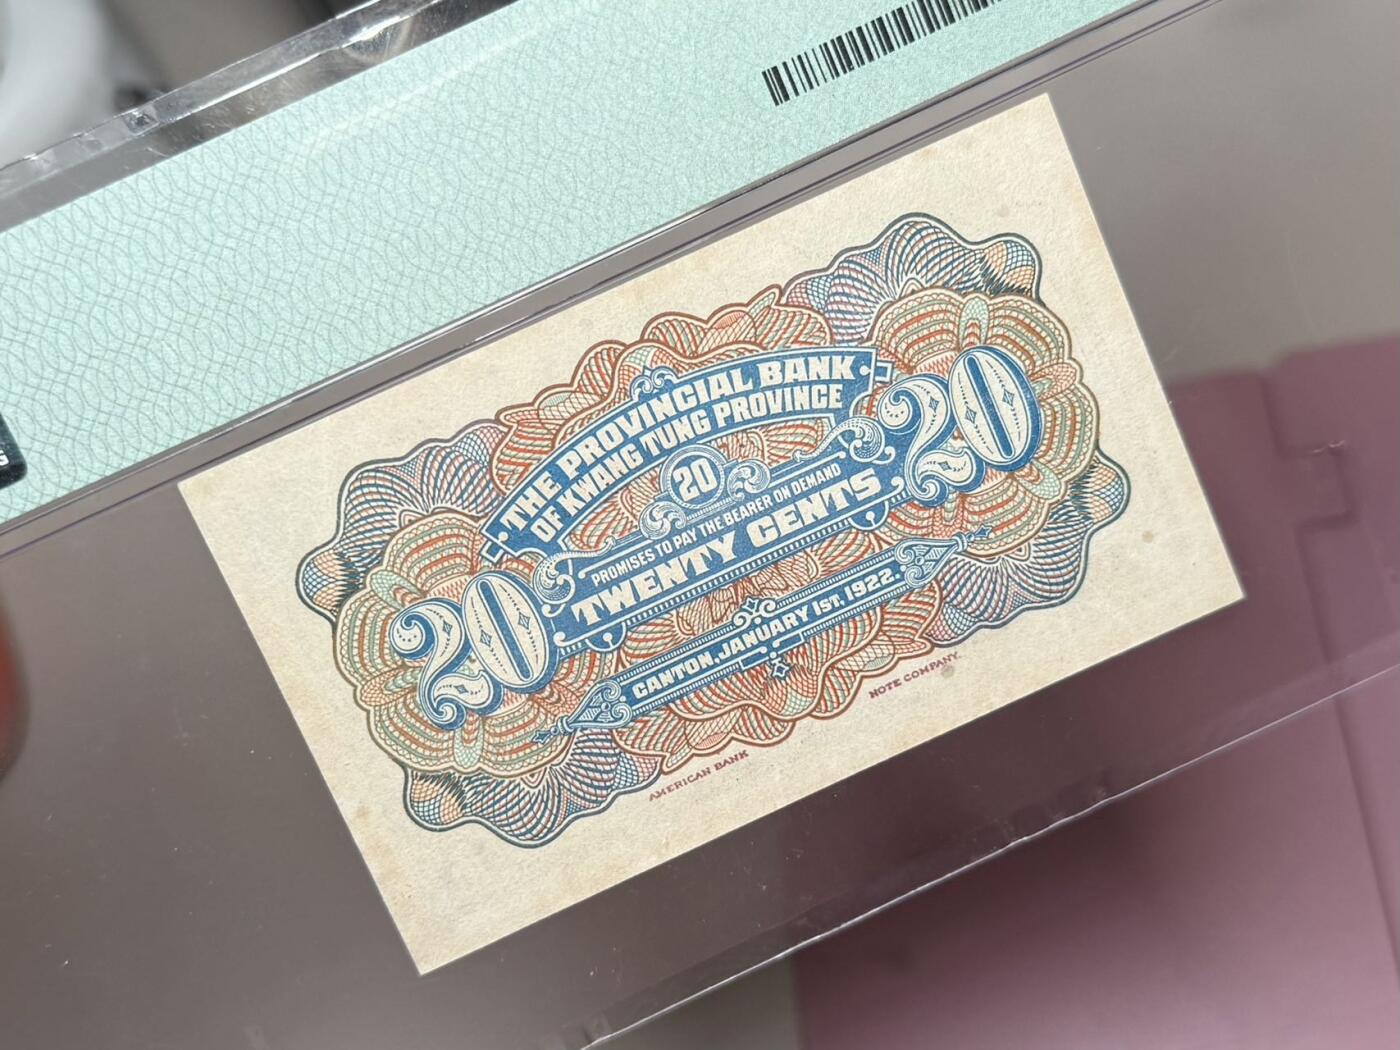 THE PROVINCIAL BANK
OF KWANG TUNG PROVINCE
20
20
20
PROMISES TO PAY THE BEARER ON DEMAND
TWENTY CENTS
CANTON, JANUARY 1ST, 1922.
AMERICAN BANK NOTE COMPANY.